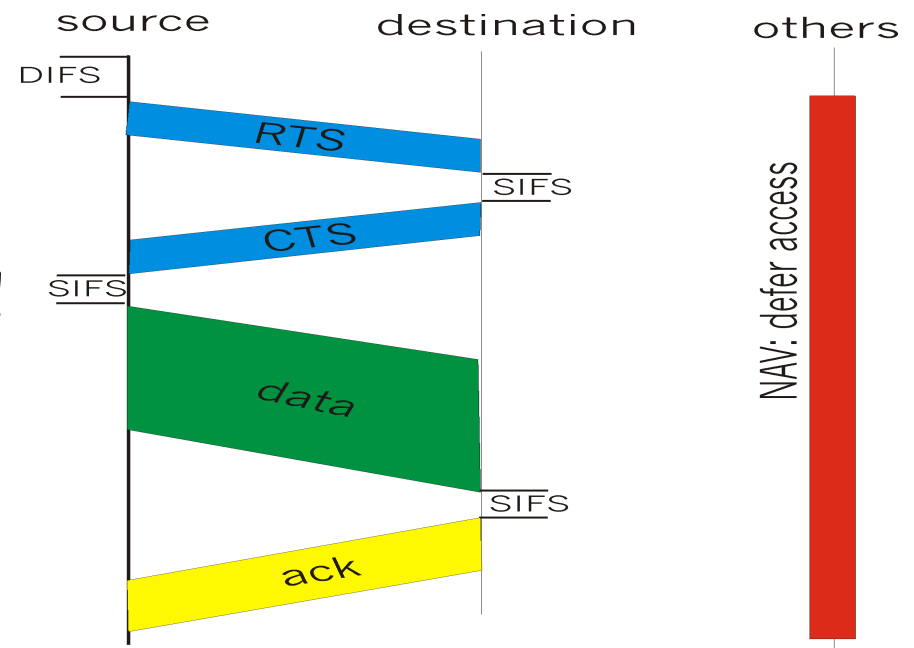 source
destination
others
DIFS
RTS
SIFS
CTS
SIFS
data
SIFS
ack
NAV: defer access